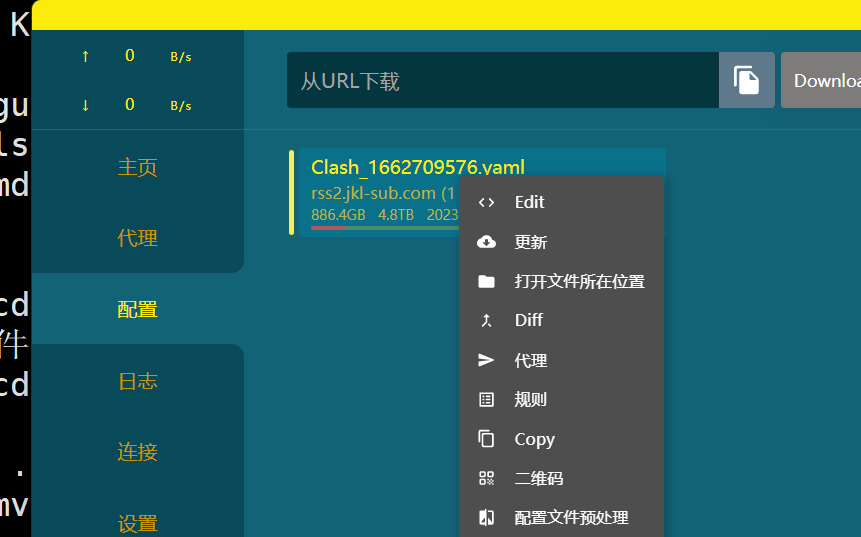 K
↑ 0 B/s
从URL下载
Downloa
gu
↓ 0 B/s
ls
主页
Clash_1662709576.yaml
md
rss2.jkl-sub.com (1
Edit
886.4GB 4.8TB 2023
代理
更新
打开文件所在位置
cd
配置
Diff
件
代理
cd
日志
规则
Copy
连接
.
二维码
mv
设置
配置文件预处理